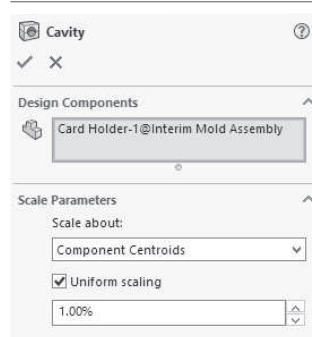 Cavity
Design Components
Card Holder-1@Interim Mold Assembly
Scale Parameters
Scale about:
Component Centroids
Uniform scaling
1.00%